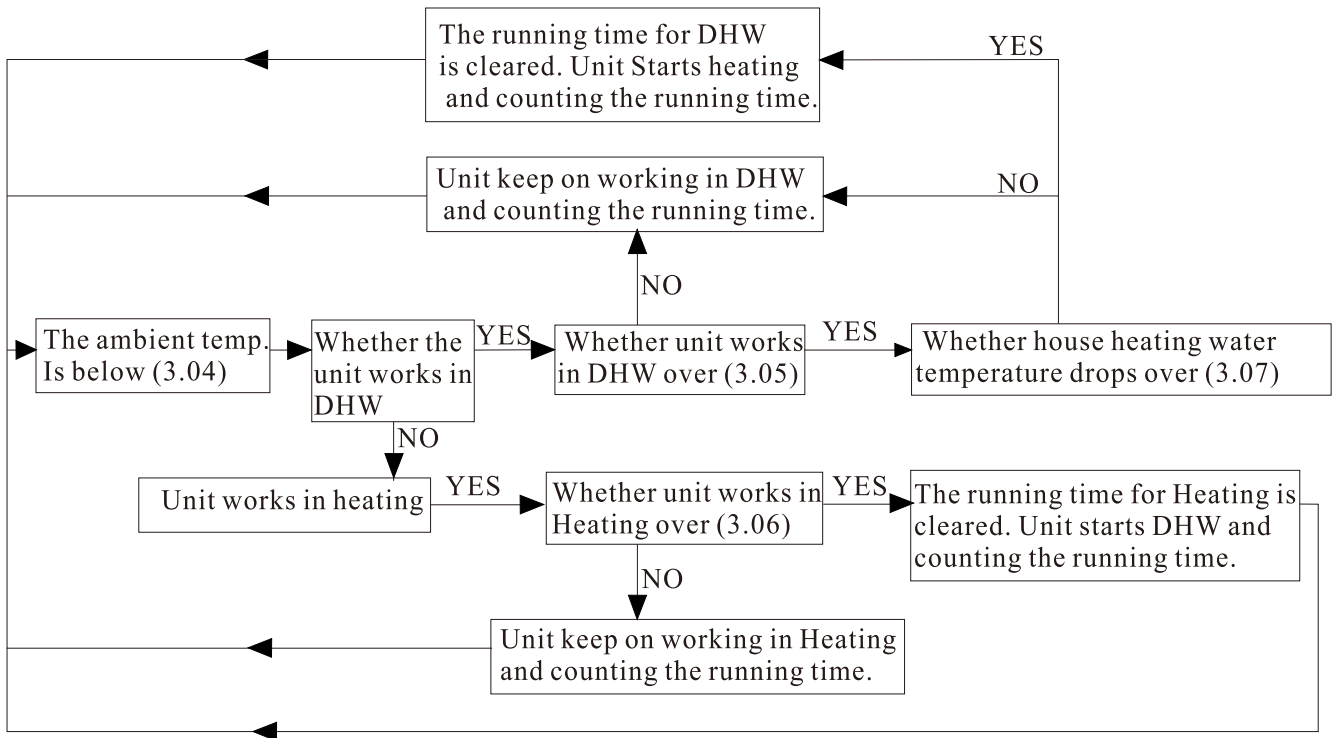 The running time for DHW
is cleared. Unit Starts heating
and counting the running time.
YES
Unit keep on working in DHW
and counting the running time.
NO
NO
The ambient temp.
Is below (3.04)
Whether the
unit works in
DHW
YES
Whether unit works
in DHW over (3.05)
YES
Whether house heating water
temperature drops over (3.07)
NO
Unit works in heating
YES
Whether unit works in
Heating over (3.06)
YES
The running time for Heating is
cleared. Unit starts DHW and
counting the running time.
NO
Unit keep on working in Heating
and counting the running time.